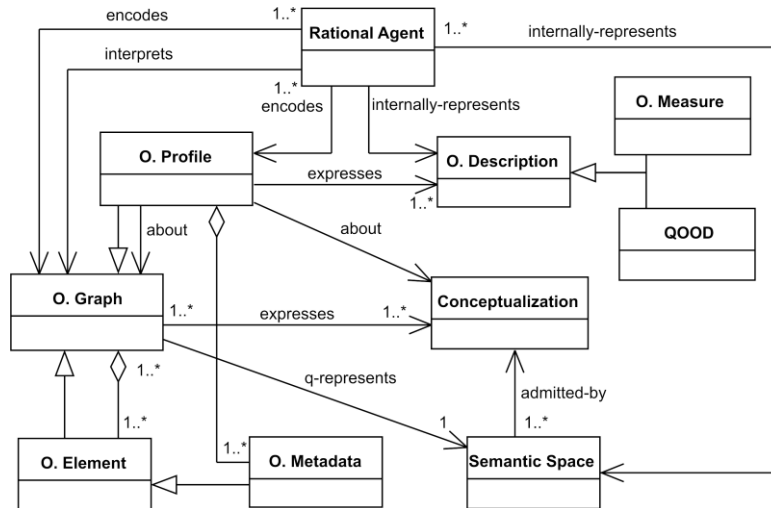 encodes
1..*
Rational Agent
1..*
internally-represents
interprets
1..*
encodes
internally-represents
O. Measure
O. Profile
O. Description
expresses
1..*
about
about
QOOD
O. Graph
Conceptualization
1..*
expresses
1..*
1..*
q-represents
admitted-by
1..*
1..*
1
1..*
O. Element
O. Metadata
Semantic Space